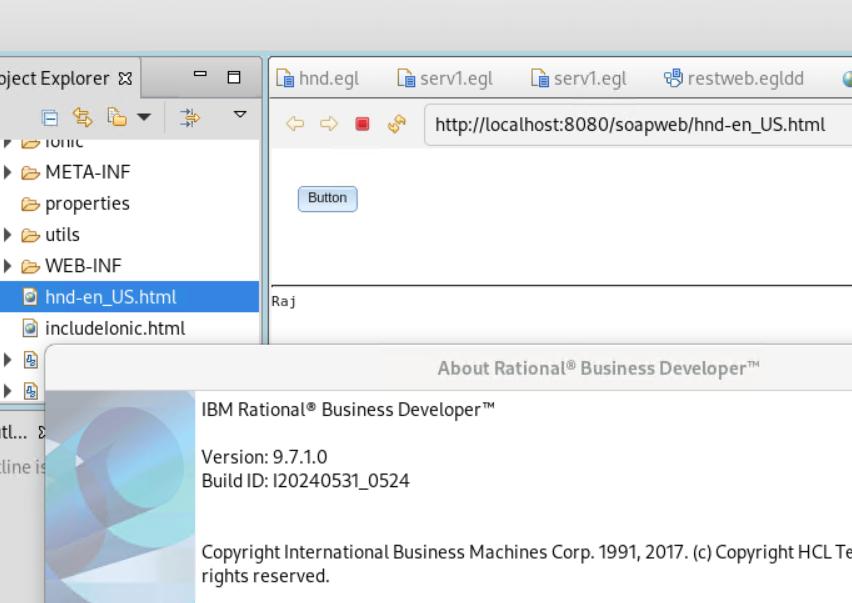 oject Explorer
hnd.egl
serv1.egl
serv1.egl
restweb.egldd
http://localhost:8080/soapweb/hnd-en_US.html
ionic
META-INF
properties
utils
WEB-INF
hnd-en_US.html
includeIonic.html
Button
Raj
utl...
tline is
About Rational® Business Developer™
IBM Rational® Business Developer™
Version: 9.7.1.0
Build ID: I20240531_0524
Copyright International Business Machines Corp. 1991, 2017. (c) Copyright HCL Te
rights reserved.